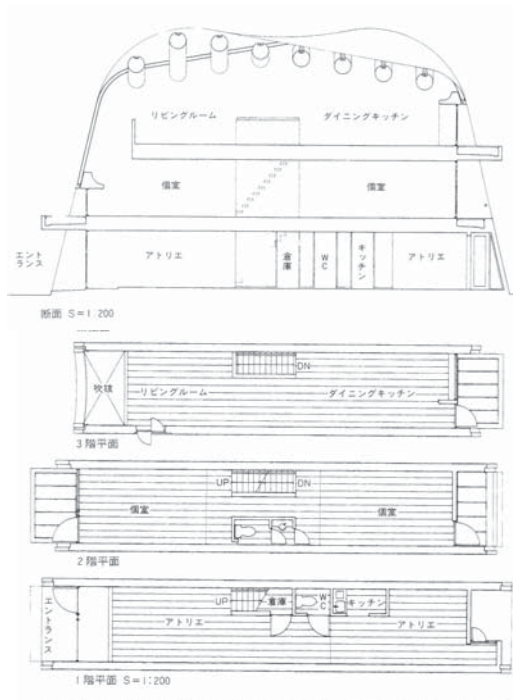 リビングルーム
ダイニングキッチン
個室
個室
エントランス
アトリエ
倉庫
WC
キッチン
アトリエ
断面 S=1:200
吹抜
リビングルーム
DN
ダイニングキッチン
3階平面
個室
UP
DN
個室
2階平面
エントランス
アトリエ
UP
倉庫
WC
キッチン
アトリエ
1階平面 S=1:200